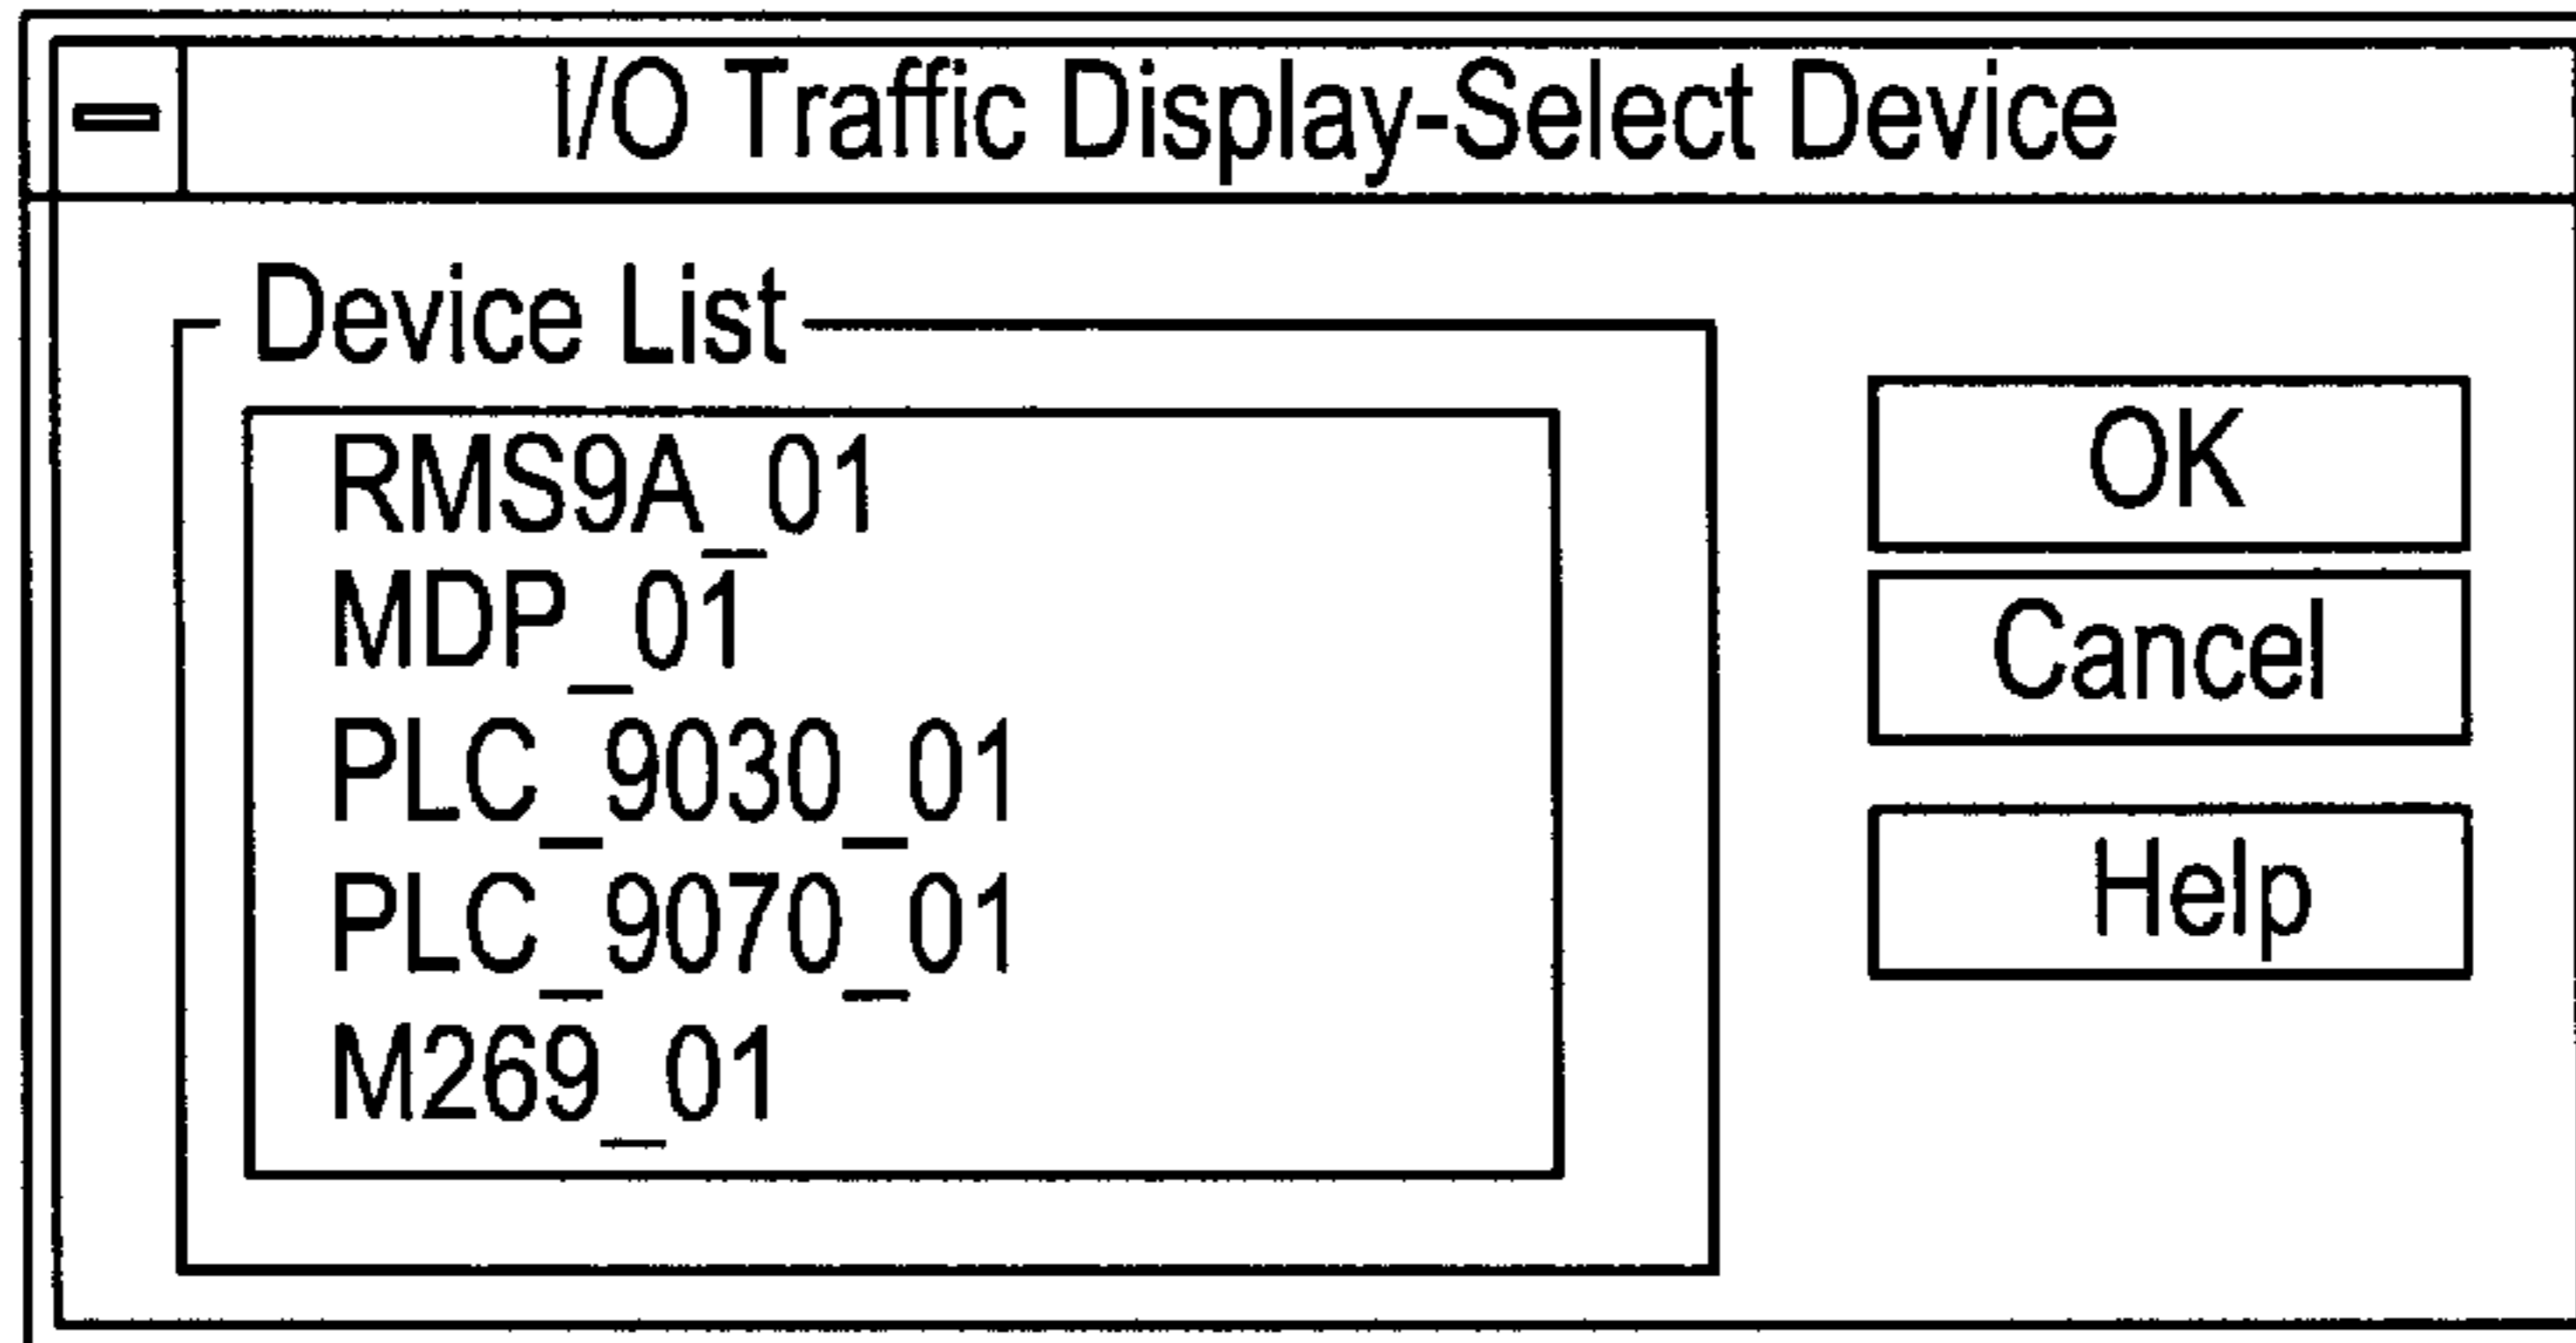 I/O Traffic Display-Select Device
Device List
RMS9A_01
MDP_01
PLC_9030_01
PLC_9070_01
M269_01
OK
Cancel
Help